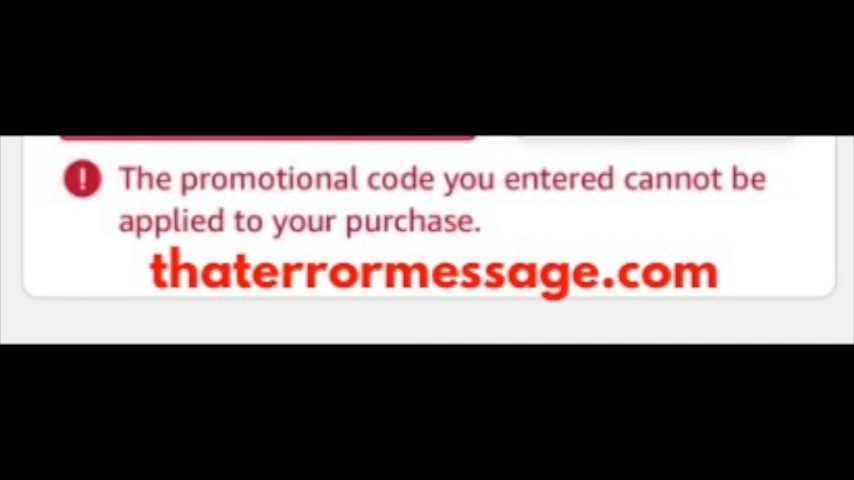 The promotional code you entered cannot be
applied to your purchase.
thaterrormessage.com